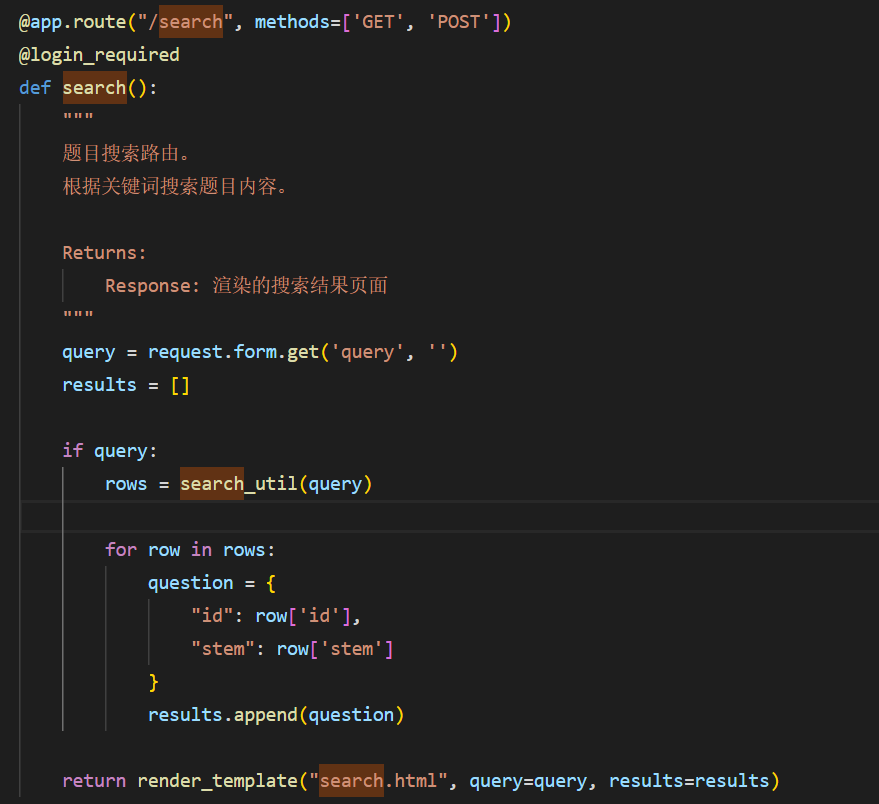 @app.route("/search", methods=['GET', 'POST'])
@login_required
def search():
"""
题目搜索路由。
根据关键词搜索题目内容。
Returns:
Response: 渲染的搜索结果页面
"""
query = request.form.get('query', '')
results = []
if query:
rows = search_util(query)
for row in rows:
question = {
"id": row['id'],
"stem": row['stem']
}
results.append(question)
return render_template("search.html", query=query, results=results)